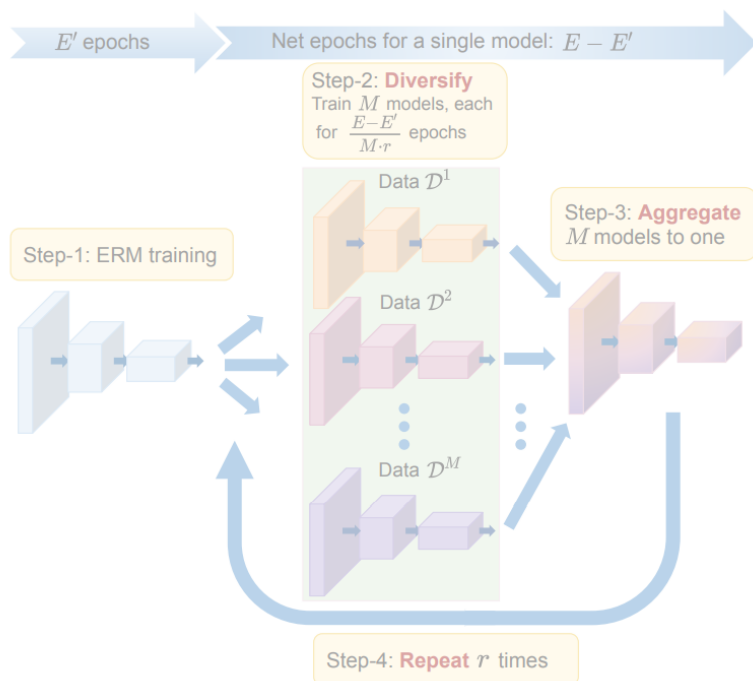 E′ epochs
Net epochs for a single model: E − E′
Step-2: Diversify
Train M models, each
for (E−E′)/(M·r) epochs
Data 𝒟¹
Step-3: Aggregate
M models to one
Step-1: ERM training
Data 𝒟²
Data 𝒟ᴹ
Step-4: Repeat r times